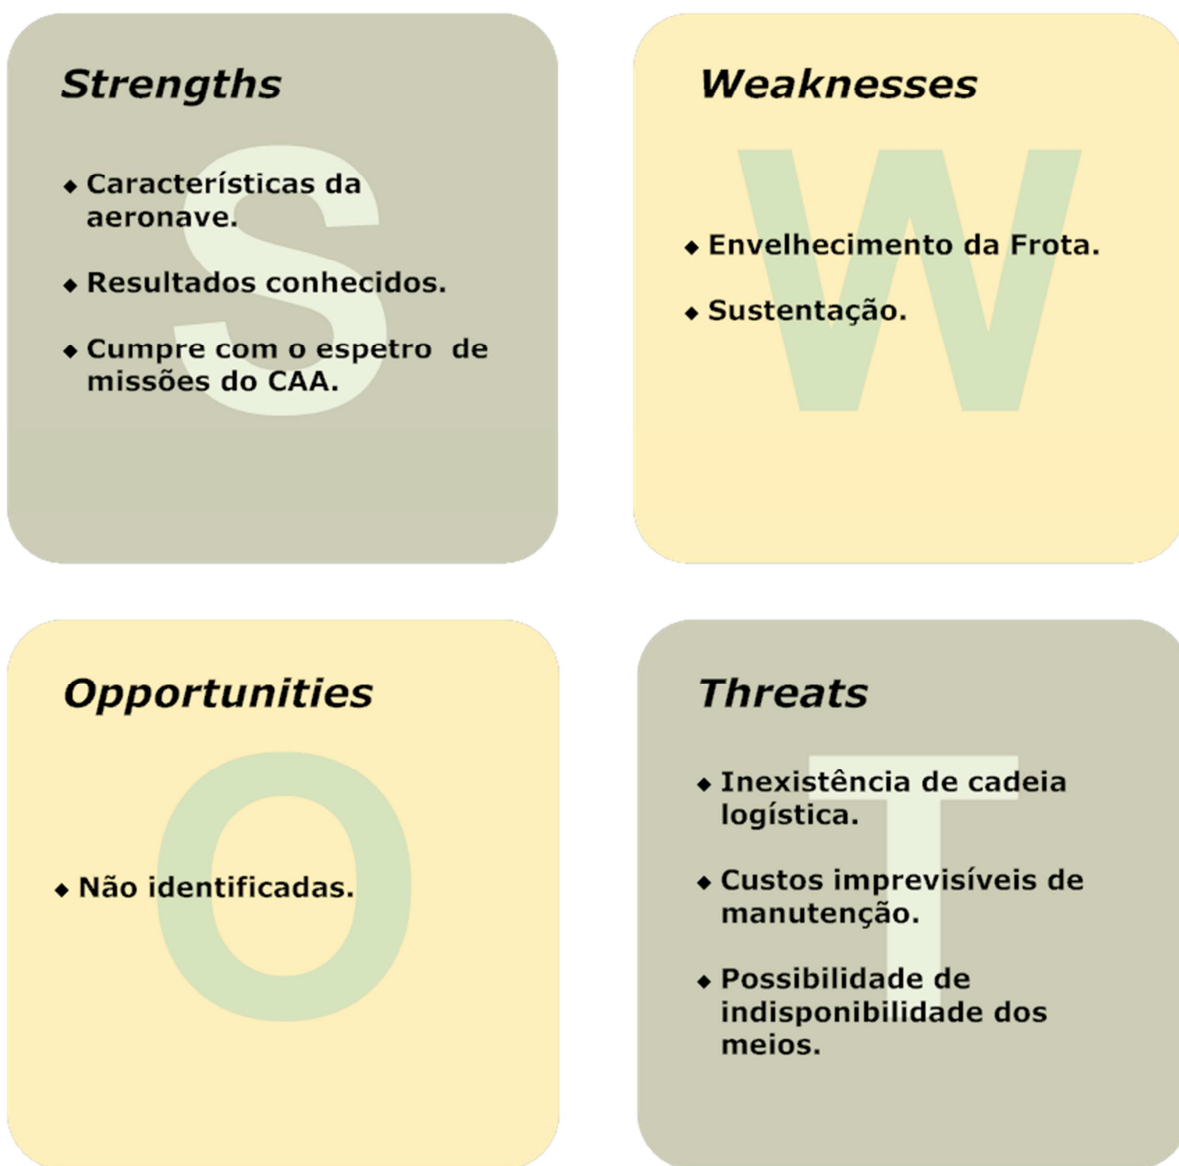 Strengths
S
◆ Características da
aeronave.
◆ Resultados conhecidos.
◆ Cumpre com o espetro de
missões do CAA.
Weaknesses
W
◆ Envelhecimento da Frota.
◆ Sustentação.
Opportunities
O
◆ Não identificadas.
Threats
T
◆ Inexistência de cadeia
logística.
◆ Custos imprevisíveis de
manutenção.
◆ Possibilidade de
indisponibilidade dos
meios.